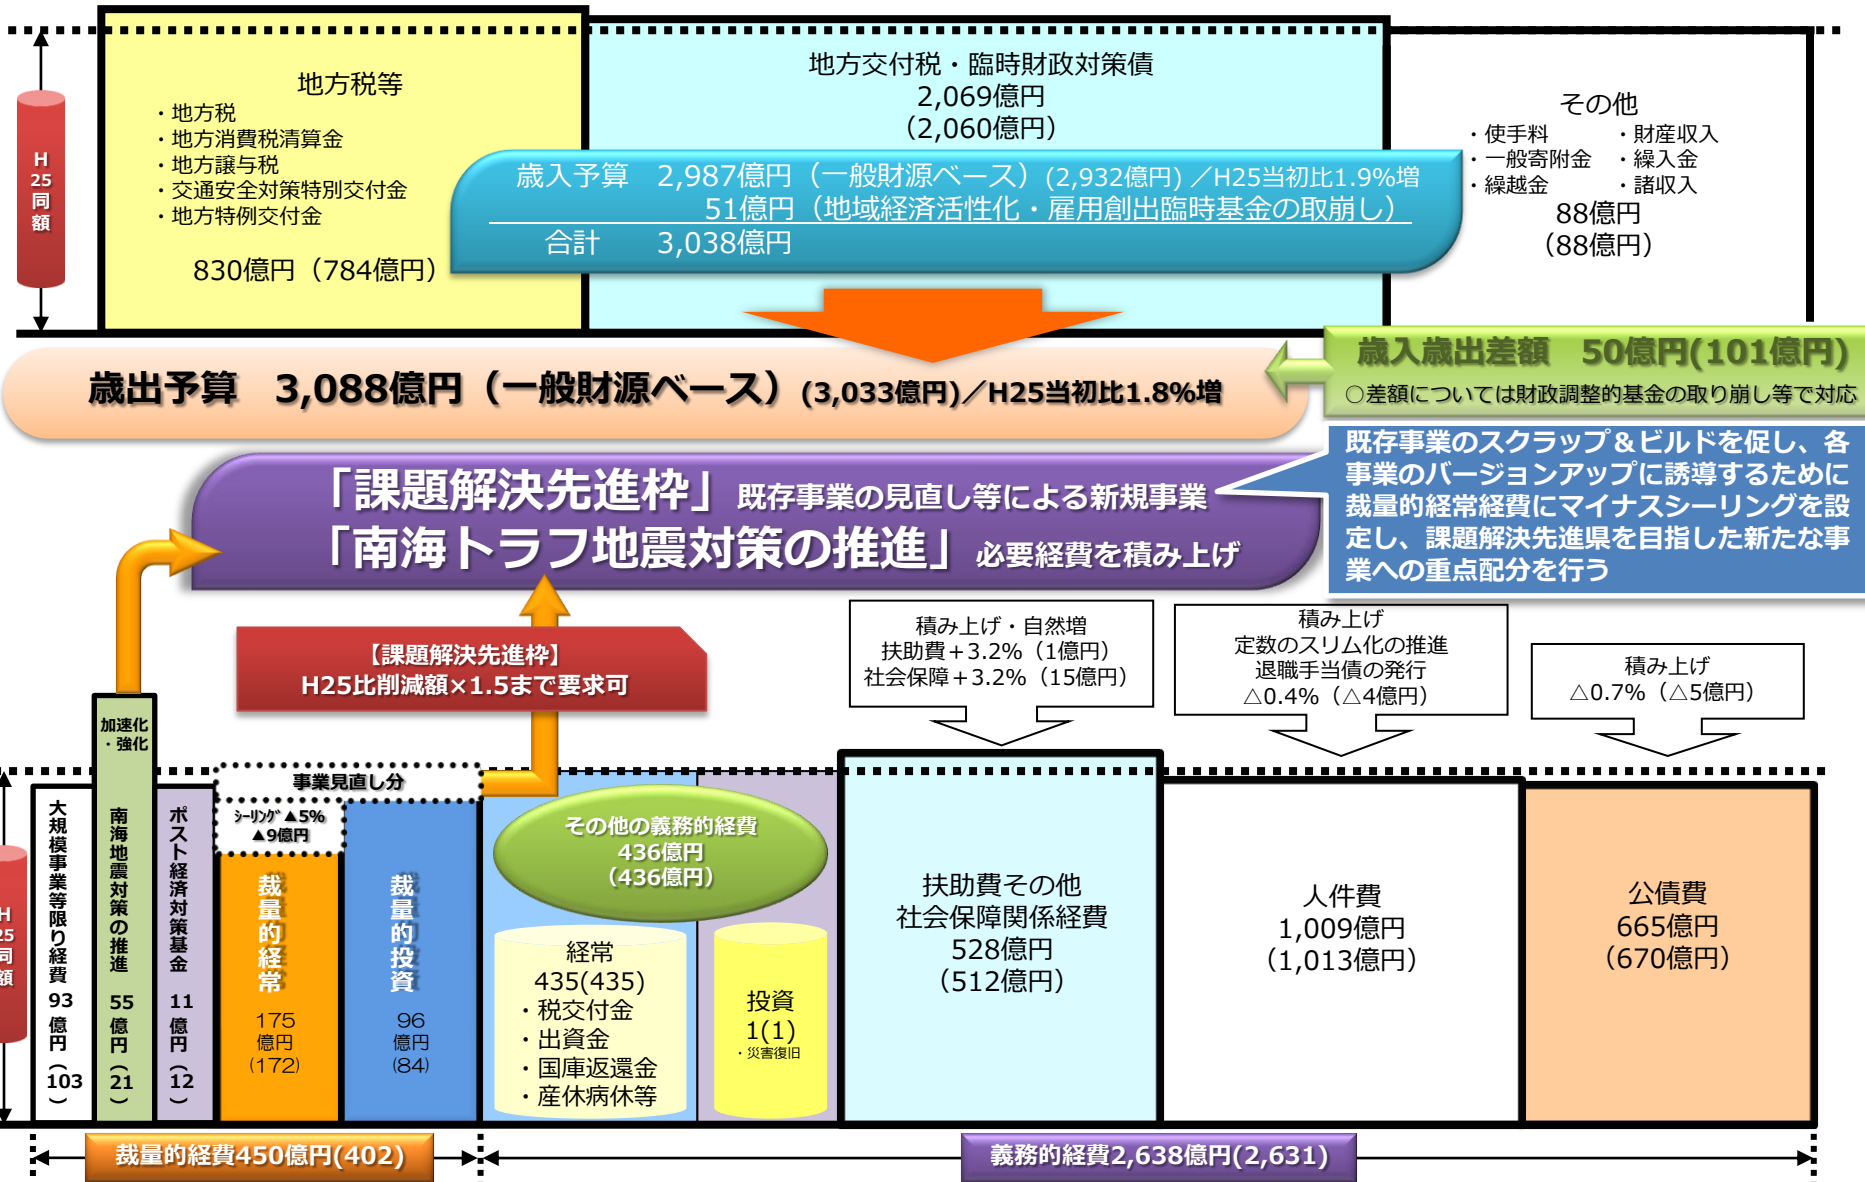 H
25
同
額
地方税等
・地方税
・地方消費税清算金
・地方譲与税
・交通安全対策特別交付金
・地方特例交付金
830億円（784億円）
地方交付税・臨時財政対策債
2,069億円
（2,060億円）
その他
・使手料 ・財産収入
・一般寄附金 ・繰入金
・繰越金 ・諸収入
88億円
（88億円）
歳入予算 2,987億円（一般財源ベース）(2,932億円) ／H25当初比1.9%増
51億円（地域経済活性化・雇用創出臨時基金の取崩し）
合計 3,038億円
歳入歳出差額 50億円(101億円)
○差額については財政調整的基金の取り崩し等で対応
歳出予算 3,088億円（一般財源ベース）(3,033億円)／H25当初比1.8%増
既存事業のスクラップ＆ビルドを促し、各
事業のバージョンアップに誘導するために
裁量的経常経費にマイナスシーリングを設
定し、課題解決先進県を目指した新たな事
業への重点配分を行う
「課題解決先進枠」既存事業の見直し等による新規事業
「南海トラフ地震対策の推進」必要経費を積み上げ
【課題解決先進枠】
H25比削減額×1.5まで要求可
積み上げ・自然増
扶助費＋3.2%（1億円）
社会保障＋3.2%（15億円）
積み上げ
定数のスリム化の推進
退職手当債の発行
△0.4%（△4億円）
積み上げ
△0.7%（△5億円）
H
25
同
額
大規模事業等限り経費 93億円（103）
加速化
・強化
南海地震対策の推進 55億円（21）
ポスト経済対策基金 11億円（12）
事業見直し分
ｼｰﾘﾝｸﾞ▲5%
▲9億円
裁量的経常
175
億円
(172)
裁量的投資
96
億円
(84)
その他の義務的経費
436億円
（436億円）
経常
435(435)
・税交付金
・出資金
・国庫返還金
・産休病休等
投資
1(1)
・災害復旧
扶助費その他
社会保障関係経費
528億円
（512億円）
人件費
1,009億円
（1,013億円）
公債費
665億円
（670億円）
裁量的経費450億円(402)
義務的経費2,638億円(2,631)